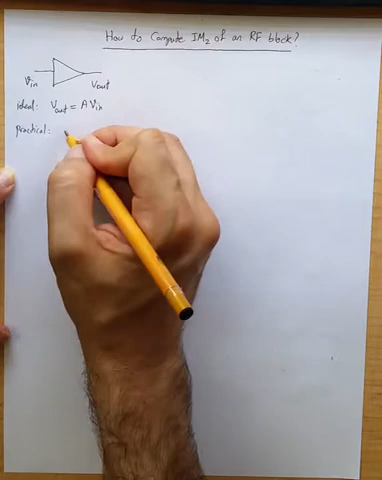 How to Compute IM₂ of an RF block?
Vin Vout
ideal: Vout = A Vin
practical: